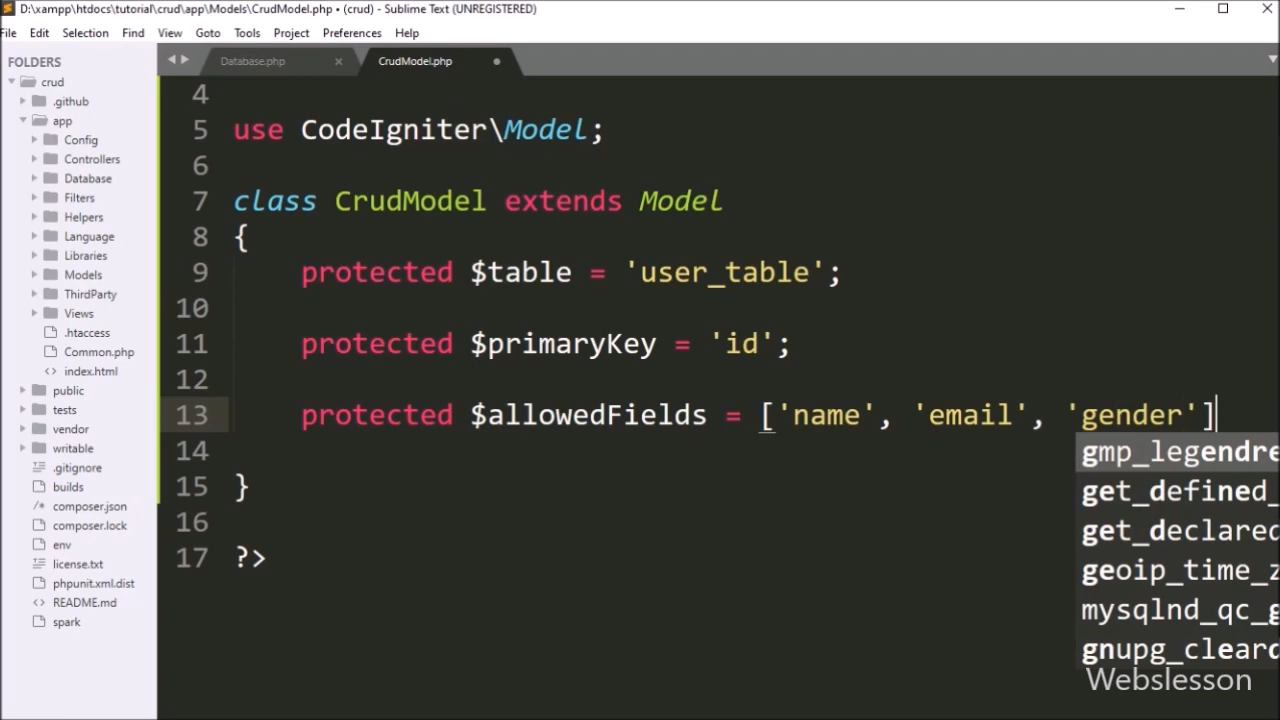 D:\xampp\htdocs\tutorial\crud\app\Models\CrudModel.php • (crud) - Sublime Text (UNREGISTERED)
File Edit Selection Find View Goto Tools Project Preferences Help
FOLDERS
crud
.github
app
Config
Controllers
Database
Filters
Helpers
Language
Libraries
Models
ThirdParty
Views
.htaccess
Common.php
index.html
public
tests
vendor
writable
.gitignore
builds
composer.json
composer.lock
env
license.txt
phpunit.xml.dist
README.md
spark
Database.php
CrudModel.php
4
5 use CodeIgniter\Model;
6
7 class CrudModel extends Model
8 {
9 protected $table = 'user_table';
10
11 protected $primaryKey = 'id';
12
13 protected $allowedFields = ['name', 'email', 'gender']
14
15 }
16
17 ?>
gmp_legendre
get_defined_
get_declared
geoip_time_z
mysqlnd_qc_g
gnupg_cleard
Webslesson